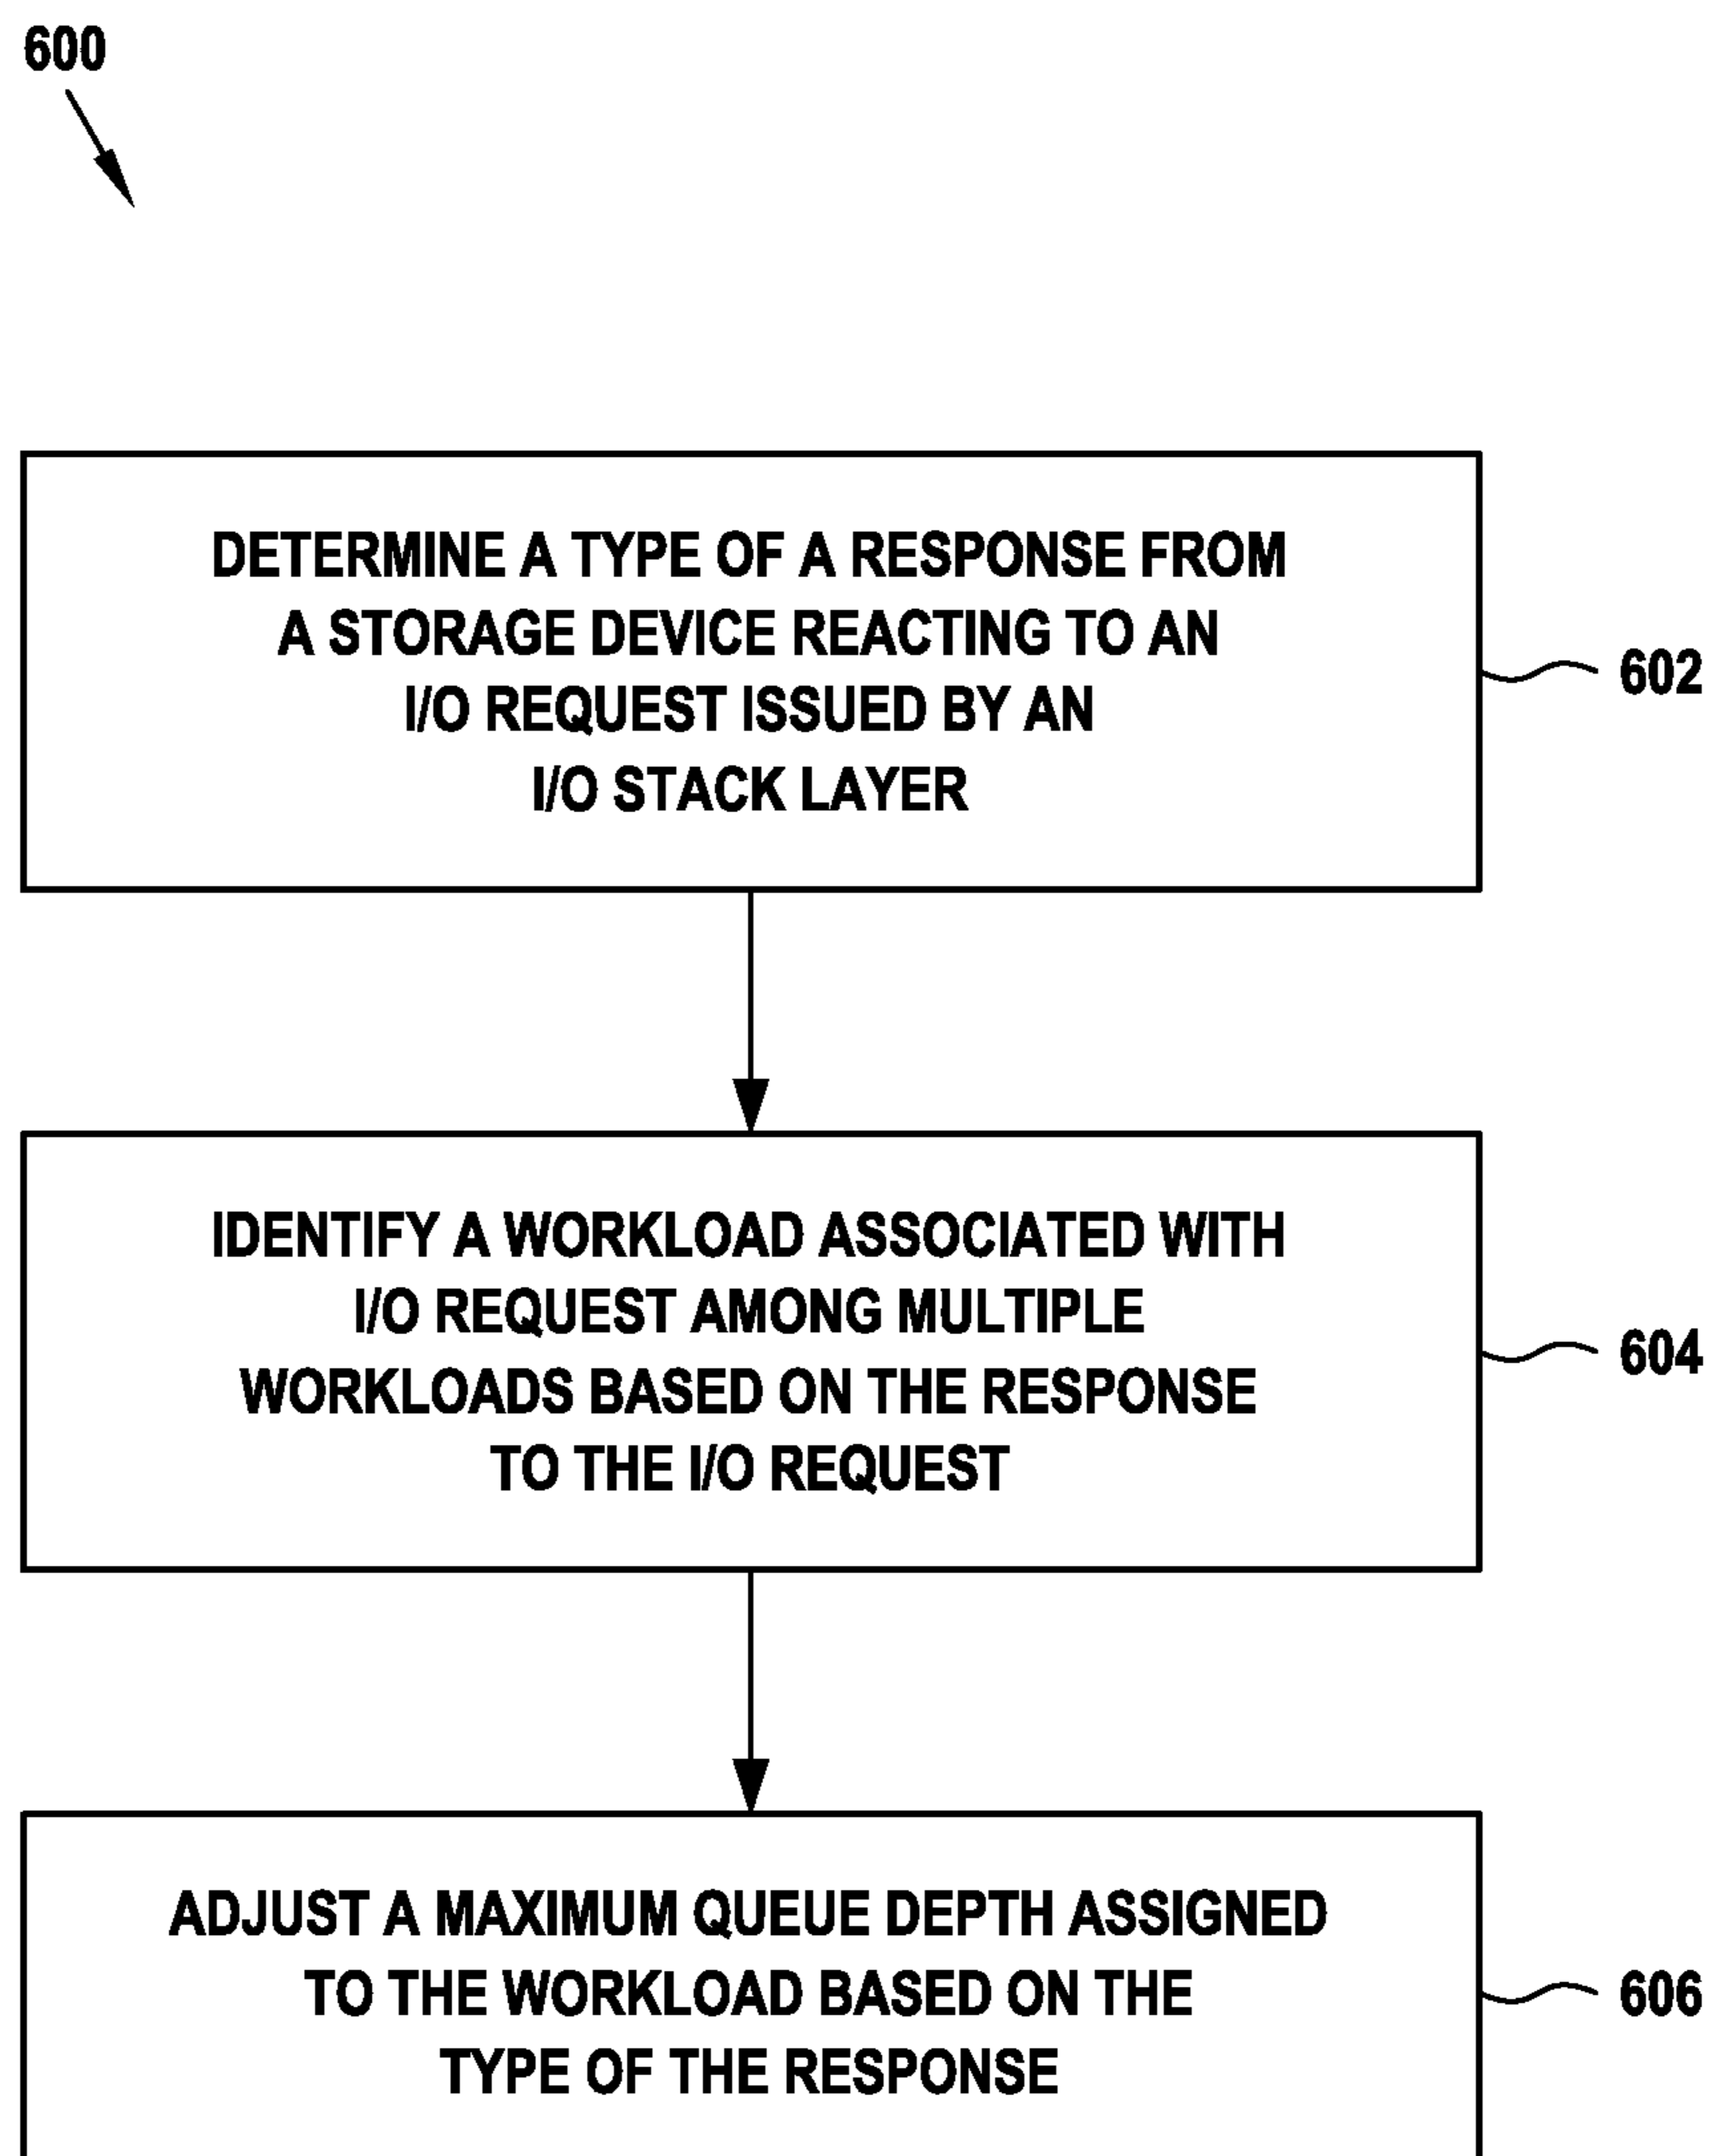 600
DETERMINE A TYPE OF A RESPONSE FROM
A STORAGE DEVICE REACTING TO AN
I/O REQUEST ISSUED BY AN
I/O STACK LAYER
602
IDENTIFY A WORKLOAD ASSOCIATED WITH
I/O REQUEST AMONG MULTIPLE
WORKLOADS BASED ON THE RESPONSE
TO THE I/O REQUEST
604
ADJUST A MAXIMUM QUEUE DEPTH ASSIGNED
TO THE WORKLOAD BASED ON THE
TYPE OF THE RESPONSE
606